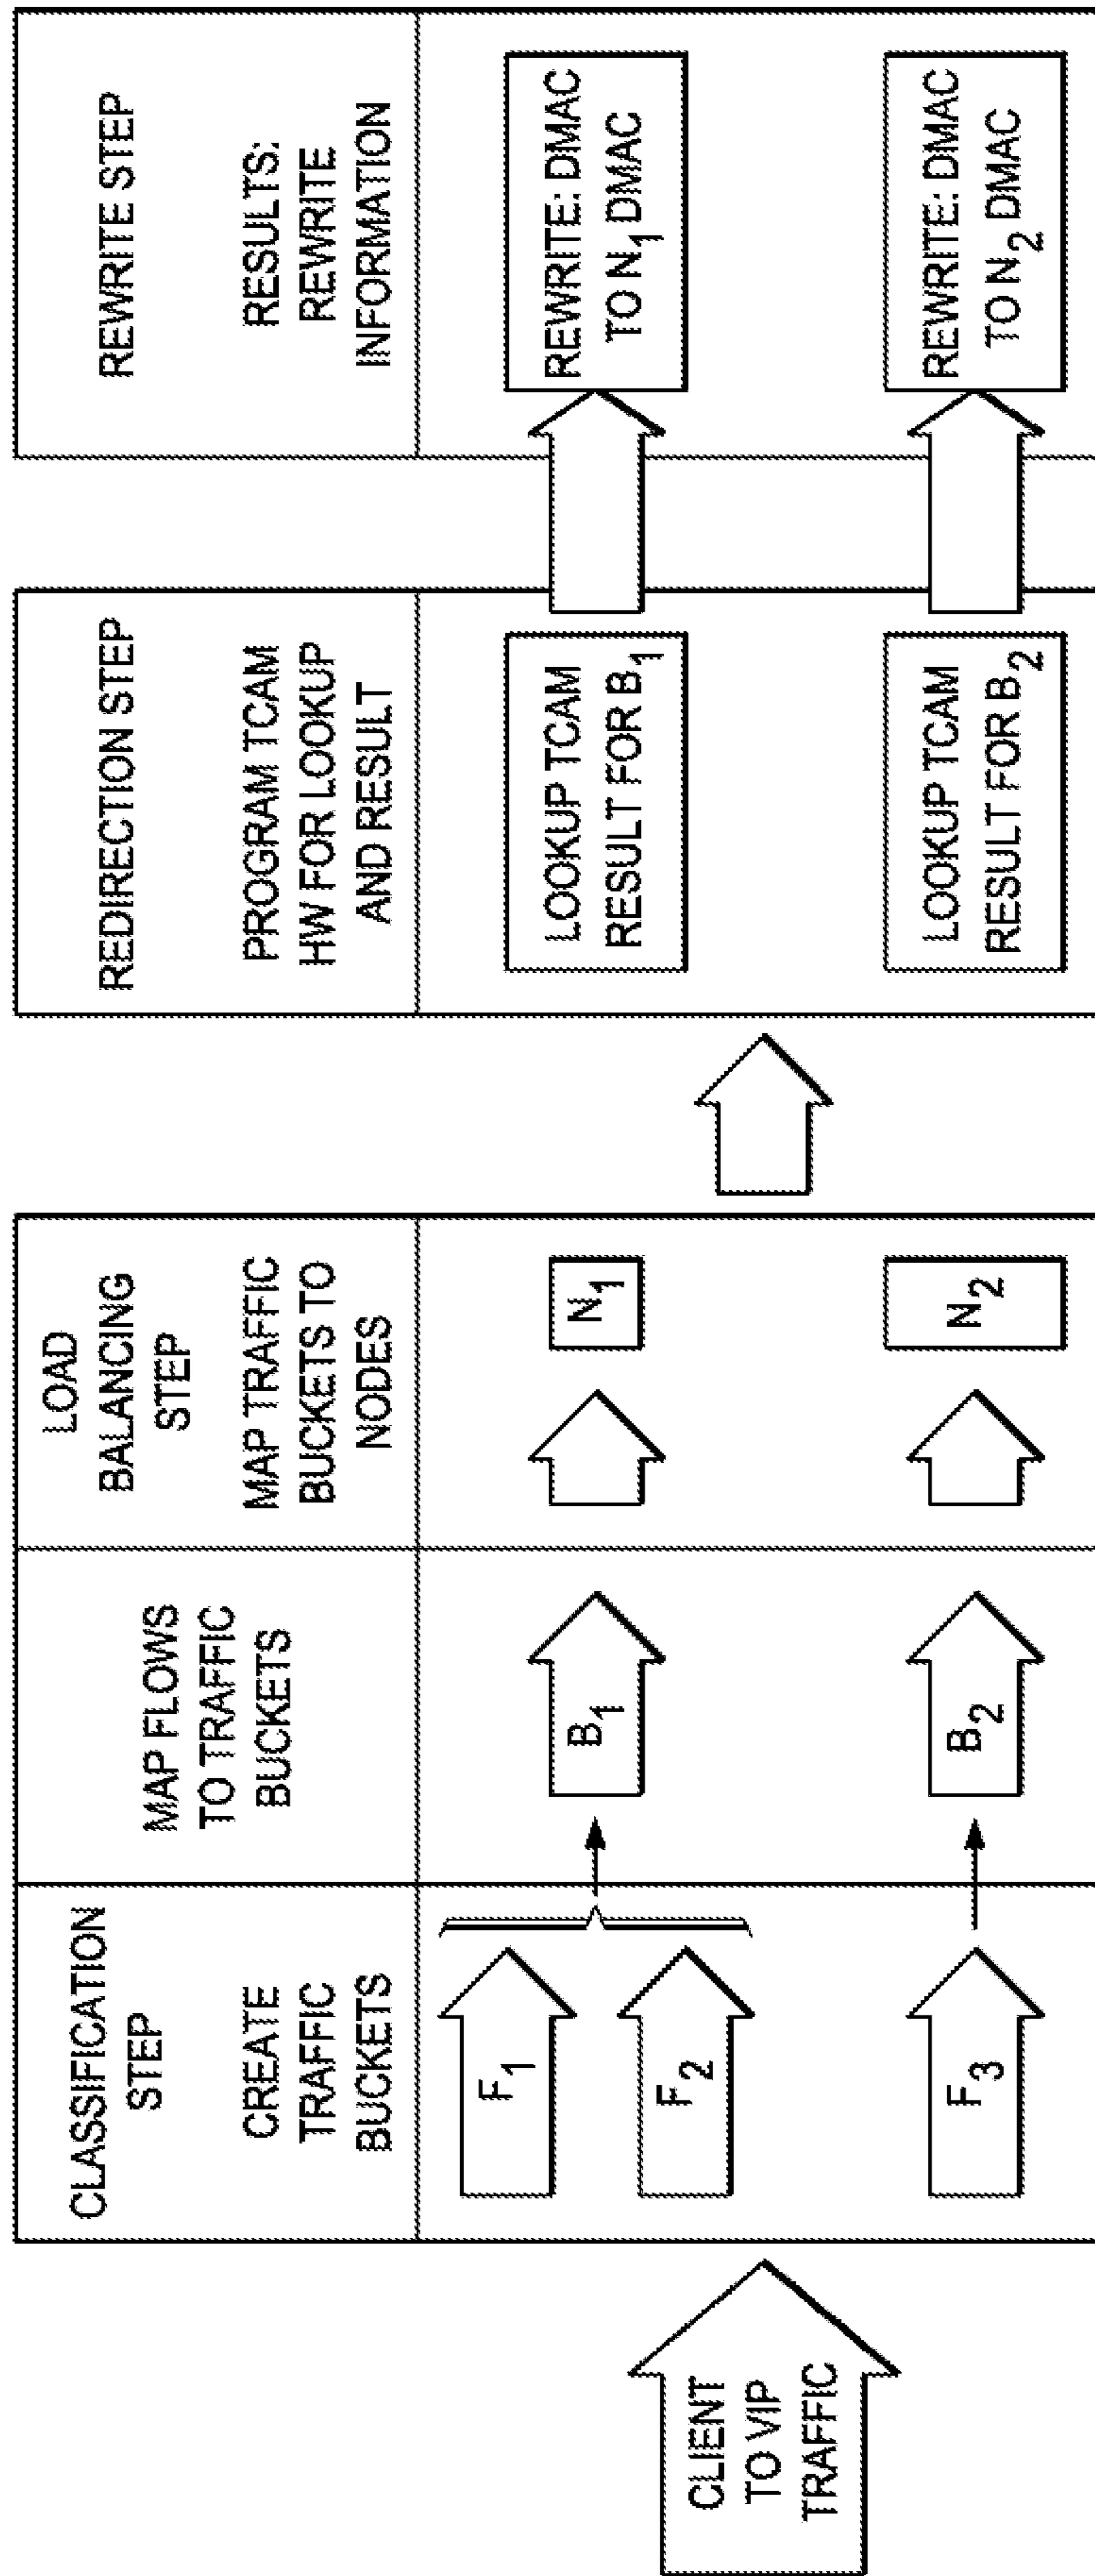 CLIENT
TO VIP
TRAFFIC
CLASSIFICATION
STEP
CREATE
TRAFFIC
BUCKETS
F1
F2
F3
MAP FLOWS
TO TRAFFIC
BUCKETS
B1
B2
LOAD
BALANCING
STEP
MAP TRAFFIC
BUCKETS TO
NODES
N1
N2
REDIRECTION STEP
PROGRAM TCAM
HW FOR LOOKUP
AND RESULT
LOOKUP TCAM
RESULT FOR B1
LOOKUP TCAM
RESULT FOR B2
REWRITE STEP
RESULTS:
REWRITE
INFORMATION
REWRITE: DMAC
TO N1 DMAC
REWRITE: DMAC
TO N2 DMAC